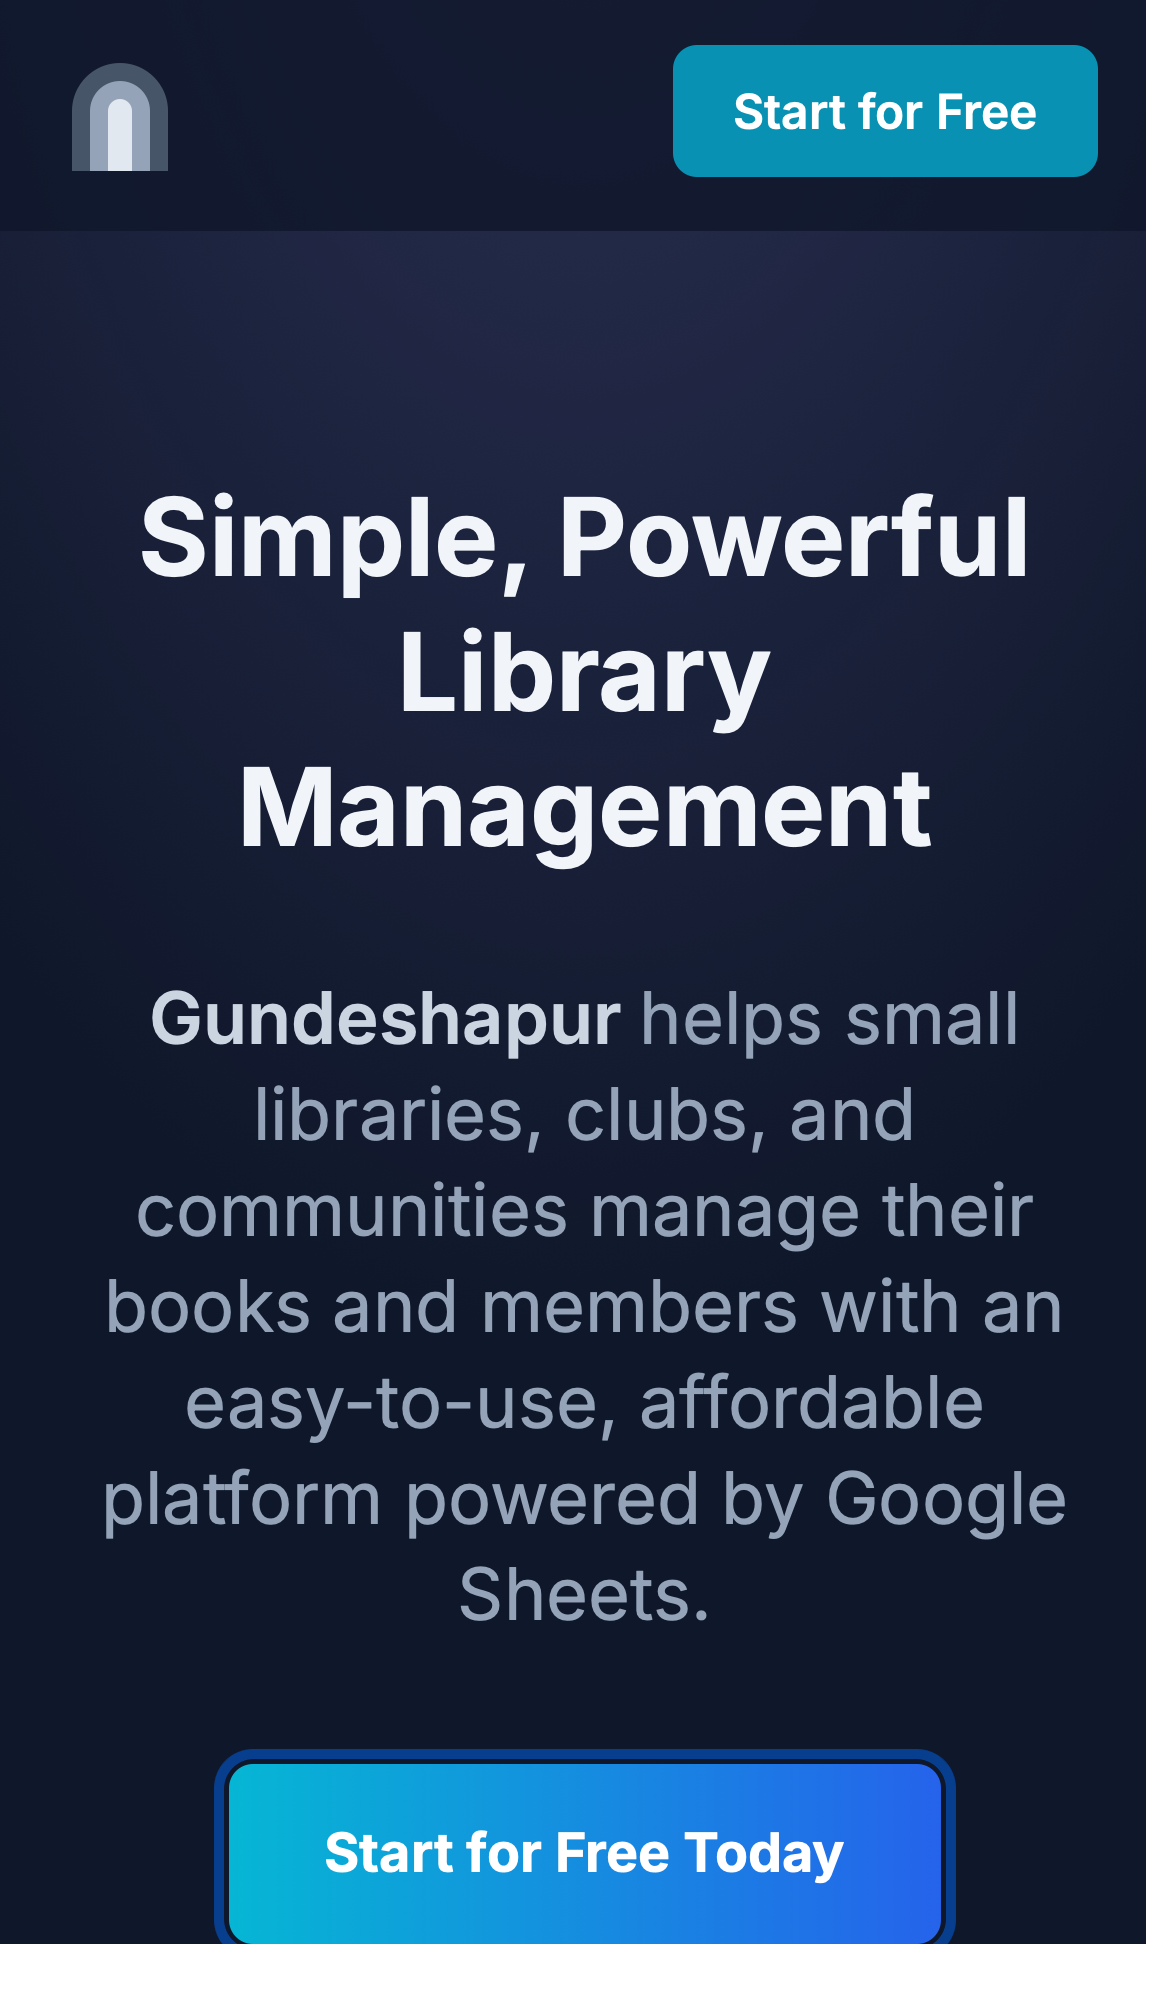 Start for Free
Simple, Powerful
Library
Management
Gundeshapur helps small
libraries, clubs, and
communities manage their
books and members with an
easy-to-use, affordable
platform powered by Google
Sheets.
Start for Free Today